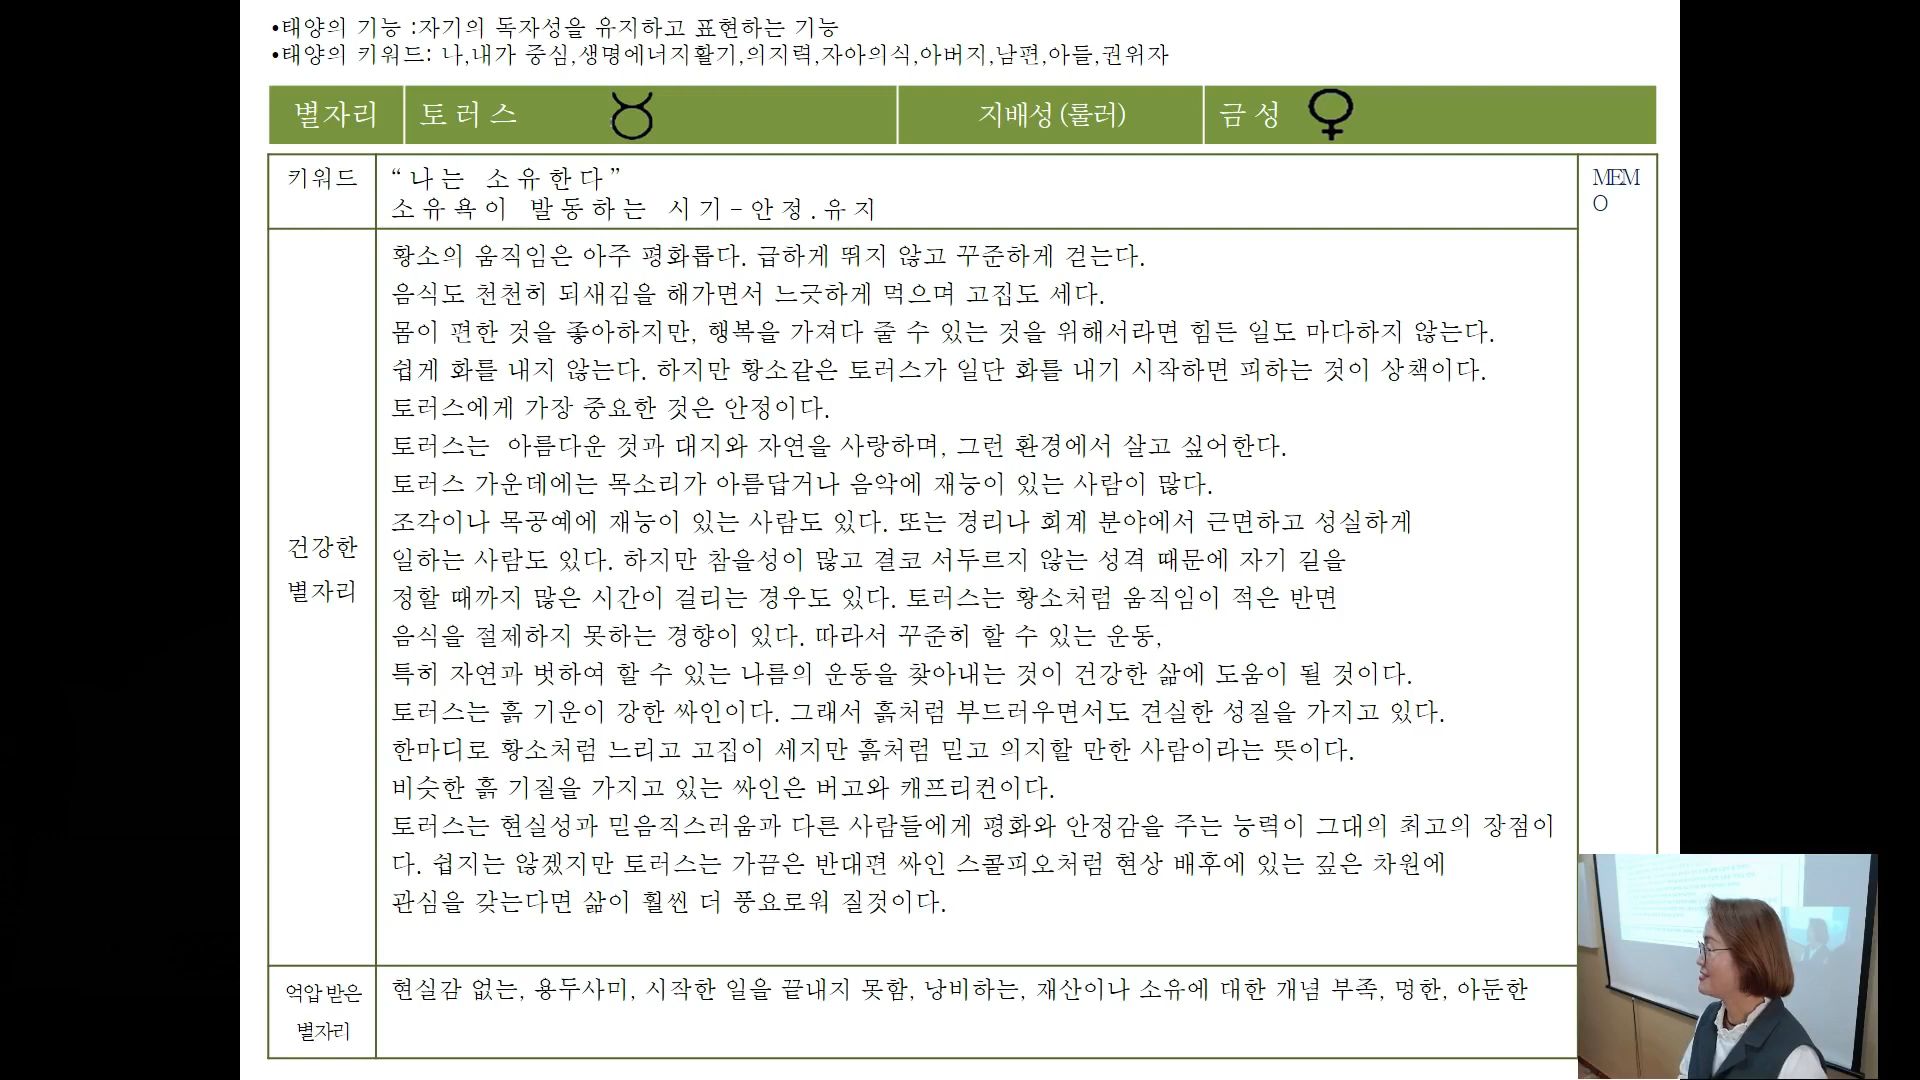 •태양의 기능 :자기의 독자성을 유지하고 표현하는 기능
•태양의 키워드: 나,내가 중심,생명에너지활기,의지력,자아의식,아버지,남편,아들,권위자
별자리 토러스 ♉ 지배성(룰러) 금성 ♀
키워드
“나는 소유한다”
소유욕이 발동하는 시기–안정.유지
MEM
O
건강한
별자리
황소의 움직임은 아주 평화롭다. 급하게 뛰지 않고 꾸준하게 걷는다.
음식도 천천히 되새김을 해가면서 느긋하게 먹으며 고집도 세다.
몸이 편한 것을 좋아하지만, 행복을 가져다 줄 수 있는 것을 위해서라면 힘든 일도 마다하지 않는다.
쉽게 화를 내지 않는다. 하지만 황소같은 토러스가 일단 화를 내기 시작하면 피하는 것이 상책이다.
토러스에게 가장 중요한 것은 안정이다.
토러스는 아름다운 것과 대지와 자연을 사랑하며, 그런 환경에서 살고 싶어한다.
토러스 가운데에는 목소리가 아름답거나 음악에 재능이 있는 사람이 많다.
조각이나 목공예에 재능이 있는 사람도 있다. 또는 경리나 회계 분야에서 근면하고 성실하게
일하는 사람도 있다. 하지만 참을성이 많고 결코 서두르지 않는 성격 때문에 자기 길을
정할 때까지 많은 시간이 걸리는 경우도 있다. 토러스는 황소처럼 움직임이 적은 반면
음식을 절제하지 못하는 경향이 있다. 따라서 꾸준히 할 수 있는 운동,
특히 자연과 벗하여 할 수 있는 나름의 운동을 찾아내는 것이 건강한 삶에 도움이 될 것이다.
토러스는 흙 기운이 강한 싸인이다. 그래서 흙처럼 부드러우면서도 견실한 성질을 가지고 있다.
한마디로 황소처럼 느리고 고집이 세지만 흙처럼 믿고 의지할 만한 사람이라는 뜻이다.
비슷한 흙 기질을 가지고 있는 싸인은 버고와 캐프리컨이다.
토러스는 현실성과 믿음직스러움과 다른 사람들에게 평화와 안정감을 주는 능력이 그대의 최고의 장점이
다. 쉽지는 않겠지만 토러스는 가끔은 반대편 싸인 스콜피오처럼 현상 배후에 있는 깊은 차원에
관심을 갖는다면 삶이 훨씬 더 풍요로워 질것이다.
억압 받은
별자리
현실감 없는, 용두사미, 시작한 일을 끝내지 못함, 낭비하는, 재산이나 소유에 대한 개념 부족, 멍한, 아둔한